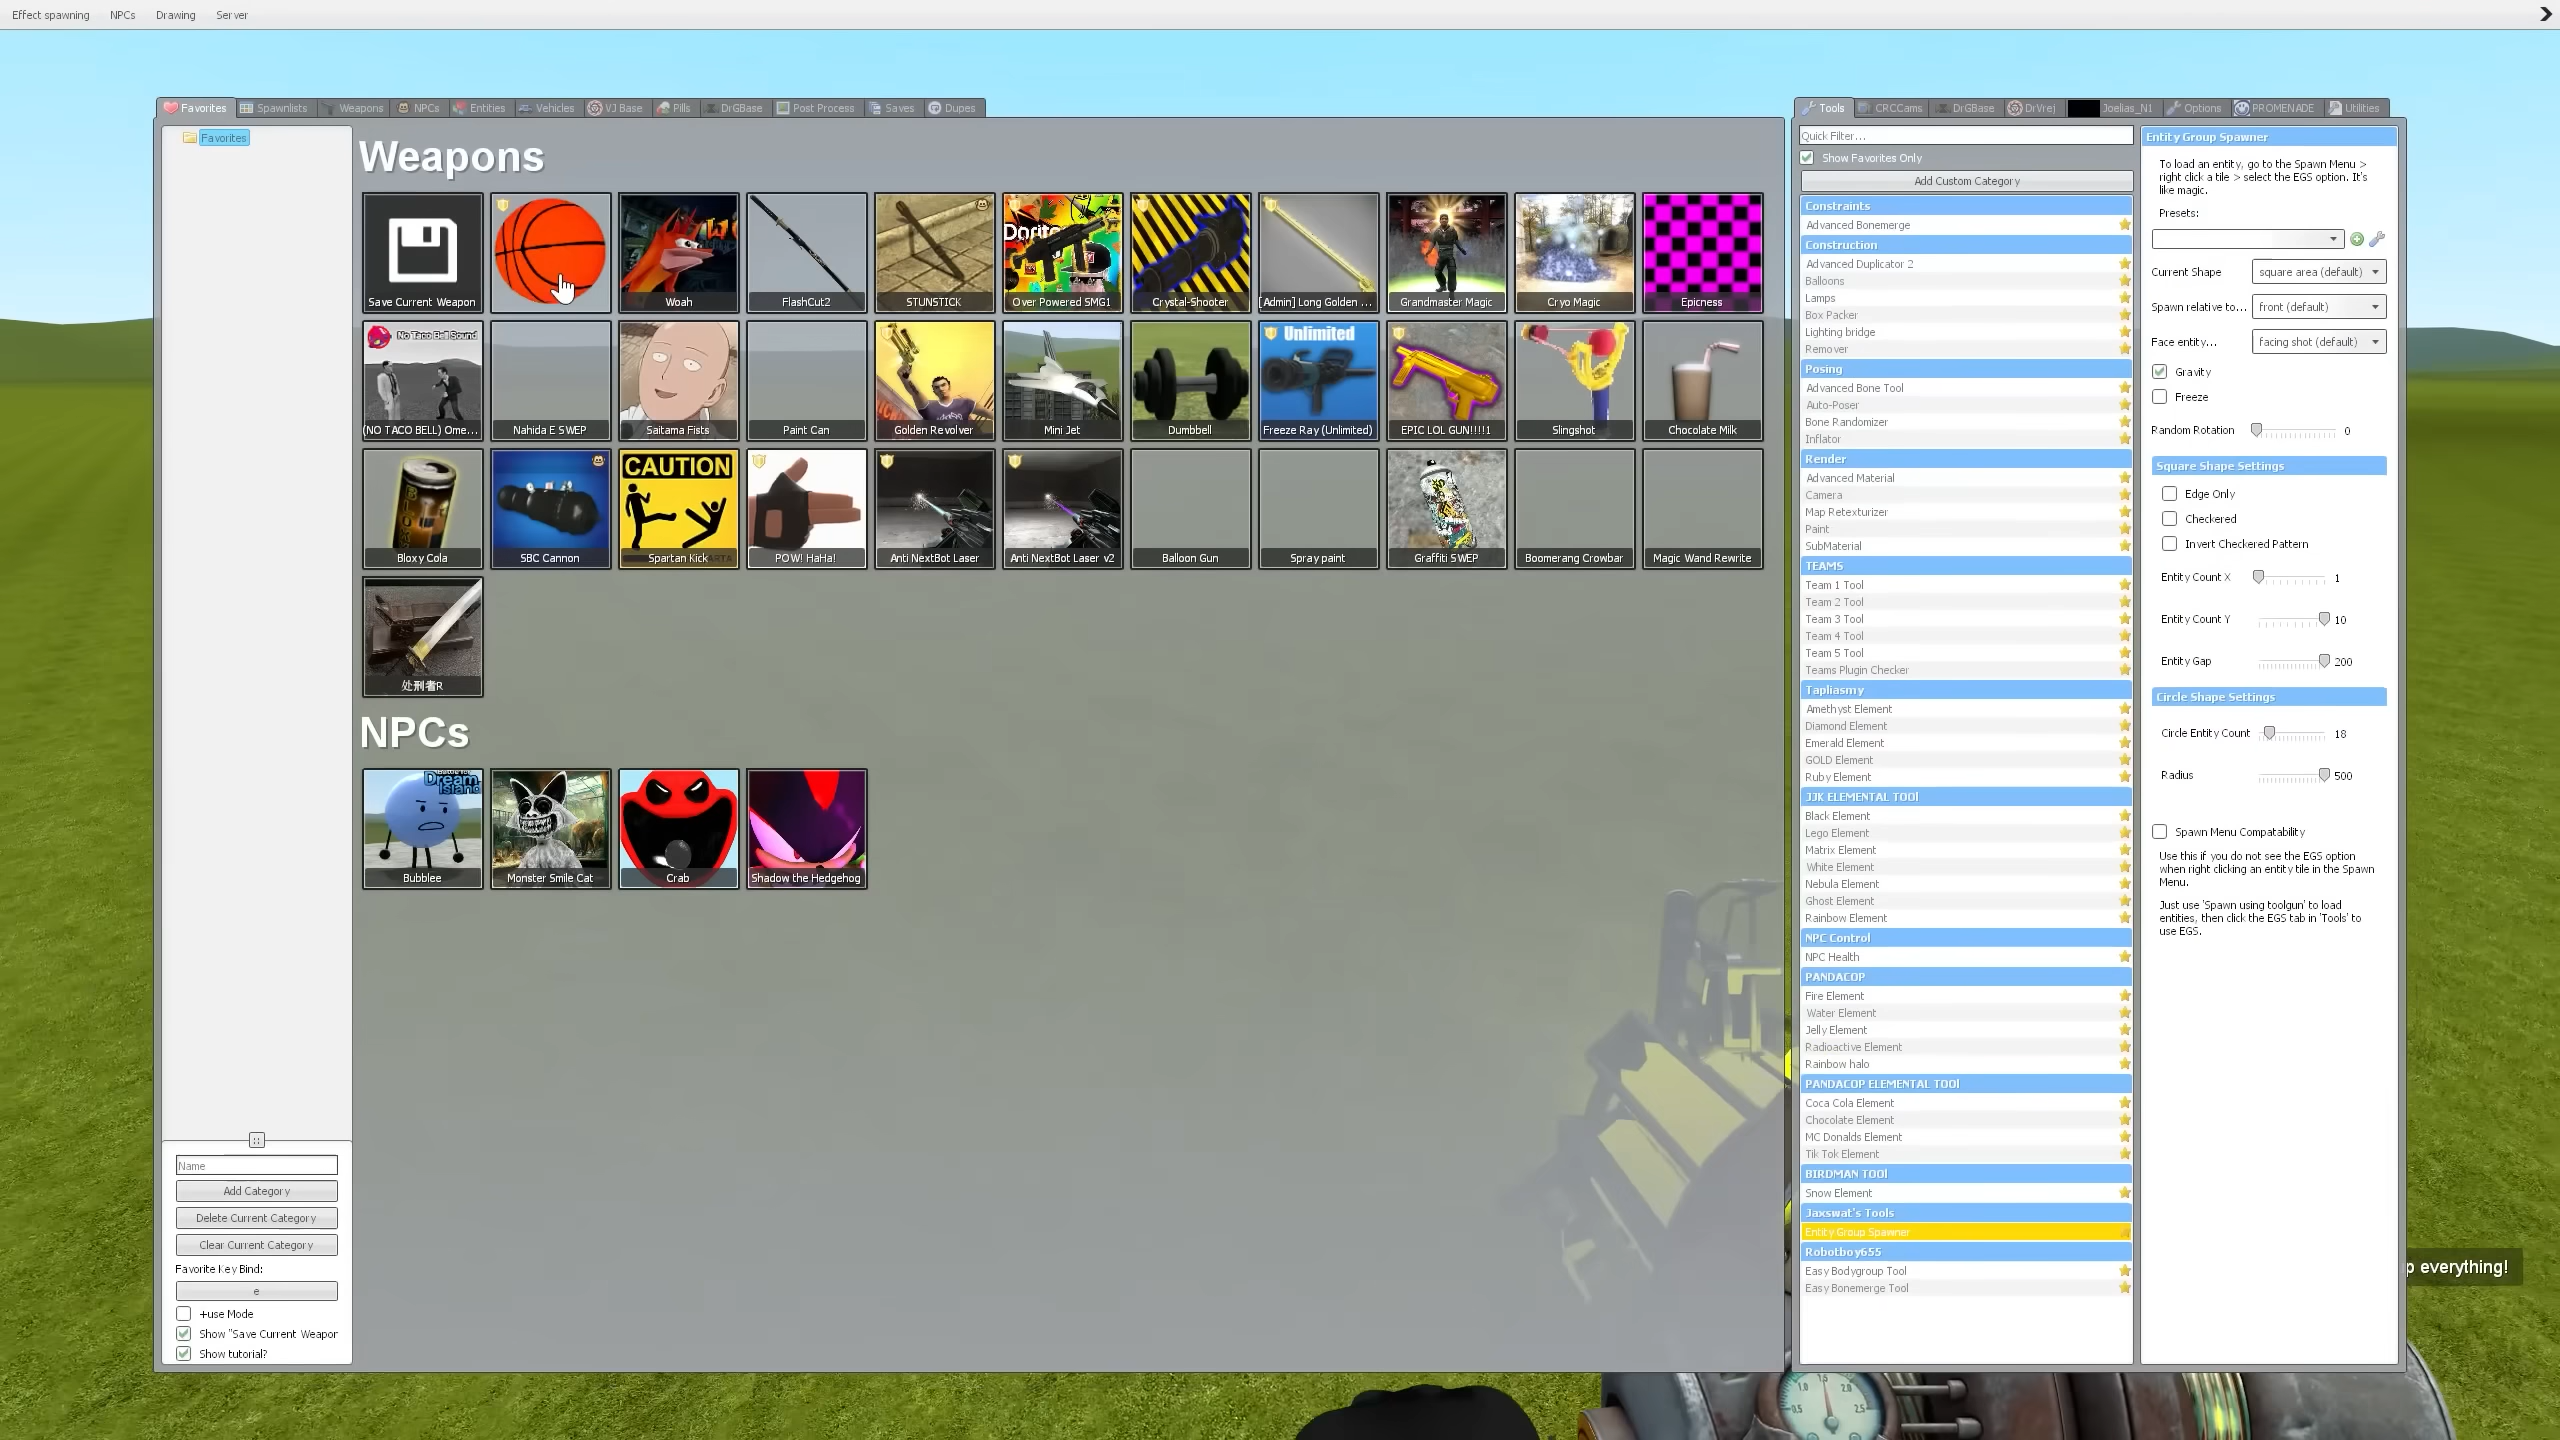 Effect spawning NPCs Drawing Server
Favorites Spawnlists Weapons NPCs Entities Vehicles VJ Base Pills DrGBase Post Process Saves Dupes
Favorites
Weapons
Save Current Weapon
Woah
FlashCut2
STUNSTICK
Doritos
Over Powered SMG1
Crystal-Shooter
[Admin] Long Golden ...
Grandmaster Magic
Cryo Magic
Epicness
No Taco Bell Sound
(NO TACO BELL) Ome...
Nahida E SWEP
Saitama Fists
Paint Can
Golden Revolver
Mini Jet
Dumbbell
Unlimited
Freeze Ray (Unlimited)
EPIC LOL GUN!!!!1
Slingshot
Chocolate Milk
Bloxy Cola
SBC Cannon
CAUTION
Spartan Kick
POW! HaHa!
Anti NextBot Laser
Anti NextBot Laser v2
Balloon Gun
Spray paint
Graffiti SWEP
Boomerang Crowbar
Magic Wand Rewrite
处刑者R
NPCs
Dream
Island
Bubblee
Monster Smile Cat
Crab
Shadow the Hedgehog
Name
Add Category
Delete Current Category
Clear Current Category
Favorite Key Bind:
e
+use Mode
Show "Save Current Weapon
Show tutorial?
Tools CRCCams DrGBase DrVrej Joelias_N1 Options PROMENADE Utilities
Quick Filter...
Show Favorites Only
Add Custom Category
Constraints
Advanced Bonemerge
Construction
Advanced Duplicator 2
Balloons
Lamps
Box Packer
Lighting bridge
Remover
Posing
Advanced Bone Tool
Auto-Poser
Bone Randomizer
Inflator
Render
Advanced Material
Camera
Map Retexturizer
Paint
SubMaterial
TEAMS
Team 1 Tool
Team 2 Tool
Team 3 Tool
Team 4 Tool
Team 5 Tool
Teams Plugin Checker
Tapliasmy
Amethyst Element
Diamond Element
Emerald Element
GOLD Element
Ruby Element
JJK ELEMENTAL TOOl
Black Element
Lego Element
Matrix Element
White Element
Nebula Element
Ghost Element
Rainbow Element
NPC Control
NPC Health
PANDACOP
Fire Element
Water Element
Jelly Element
Radioactive Element
Rainbow halo
PANDACOP ELEMENTAL TOOl
Coca Cola Element
Chocolate Element
MC Donalds Element
Tik Tok Element
BIRDMAN TOOl
Snow Element
Jaxswat's Tools
Entity Group Spawner
Robotboy655
Easy Bodygroup Tool
Easy Bonemerge Tool
Entity Group Spawner
To load an entity, go to the Spawn Menu >
right click a tile > select the EGS option. It's
like magic.
Presets:
Current Shape square area (default)
Spawn relative to... front (default)
Face entity... facing shot (default)
Gravity
Freeze
Random Rotation 0
Square Shape Settings
Edge Only
Checkered
Invert Checkered Pattern
Entity Count X 1
Entity Count Y 10
Entity Gap 200
Circle Shape Settings
Circle Entity Count 18
Radius 500
Spawn Menu Compatability
Use this if you do not see the EGS option
when right clicking an entity tile in the Spawn
Menu.
Just use 'Spawn using toolgun' to load
entities, then click the EGS tab in 'Tools' to
use EGS.
p everything!
0.5 1.0 1.5 2.0